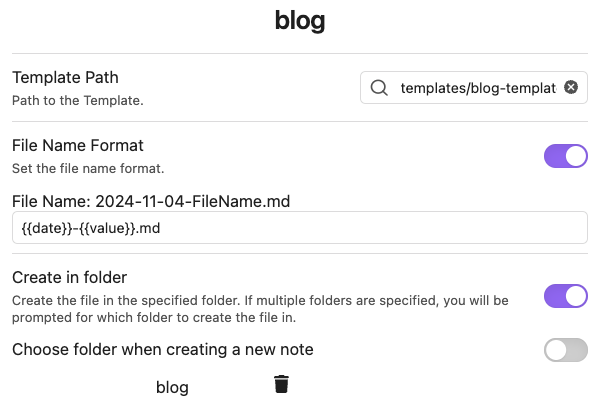 blog
Template Path
Path to the Template.
templates/blog-templat
File Name Format
Set the file name format.
File Name: 2024-11-04-FileName.md
{{date}}-{{value}}.md
Create in folder
Create the file in the specified folder. If multiple folders are specified, you will be
prompted for which folder to create the file in.
Choose folder when creating a new note
blog